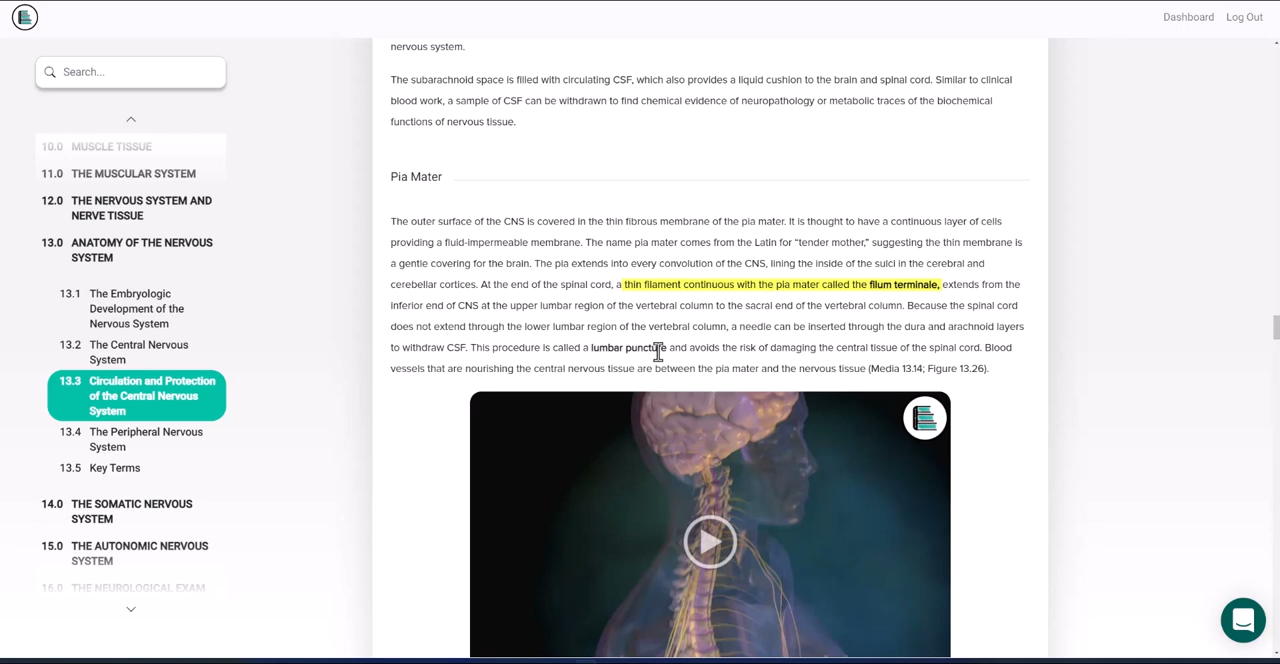 Dashboard Log Out
Search...
10.0 MUSCLE TISSUE
11.0 THE MUSCULAR SYSTEM
12.0 THE NERVOUS SYSTEM AND
NERVE TISSUE
13.0 ANATOMY OF THE NERVOUS
SYSTEM
13.1 The Embryologic
Development of the
Nervous System
13.2 The Central Nervous
System
13.3 Circulation and Protection
of the Central Nervous
System
13.4 The Peripheral Nervous
System
13.5 Key Terms
14.0 THE SOMATIC NERVOUS
SYSTEM
15.0 THE AUTONOMIC NERVOUS
SYSTEM
16.0 THE NEUROLOGICAL EXAM
nervous system.
The subarachnoid space is filled with circulating CSF, which also provides a liquid cushion to the brain and spinal cord. Similar to clinical
blood work, a sample of CSF can be withdrawn to find chemical evidence of neuropathology or metabolic traces of the biochemical
functions of nervous tissue.
Pia Mater
The outer surface of the CNS is covered in the thin fibrous membrane of the pia mater. It is thought to have a continuous layer of cells
providing a fluid-impermeable membrane. The name pia mater comes from the Latin for “tender mother,” suggesting the thin membrane is
a gentle covering for the brain. The pia extends into every convolution of the CNS, lining the inside of the sulci in the cerebral and
cerebellar cortices. At the end of the spinal cord, a thin filament continuous with the pia mater called the filum terminale, extends from the
inferior end of CNS at the upper lumbar region of the vertebral column to the sacral end of the vertebral column. Because the spinal cord
does not extend through the lower lumbar region of the vertebral column, a needle can be inserted through the dura and arachnoid layers
to withdraw CSF. This procedure is called a lumbar puncture and avoids the risk of damaging the central tissue of the spinal cord. Blood
vessels that are nourishing the central nervous tissue are between the pia mater and the nervous tissue (Media 13.14; Figure 13.26).